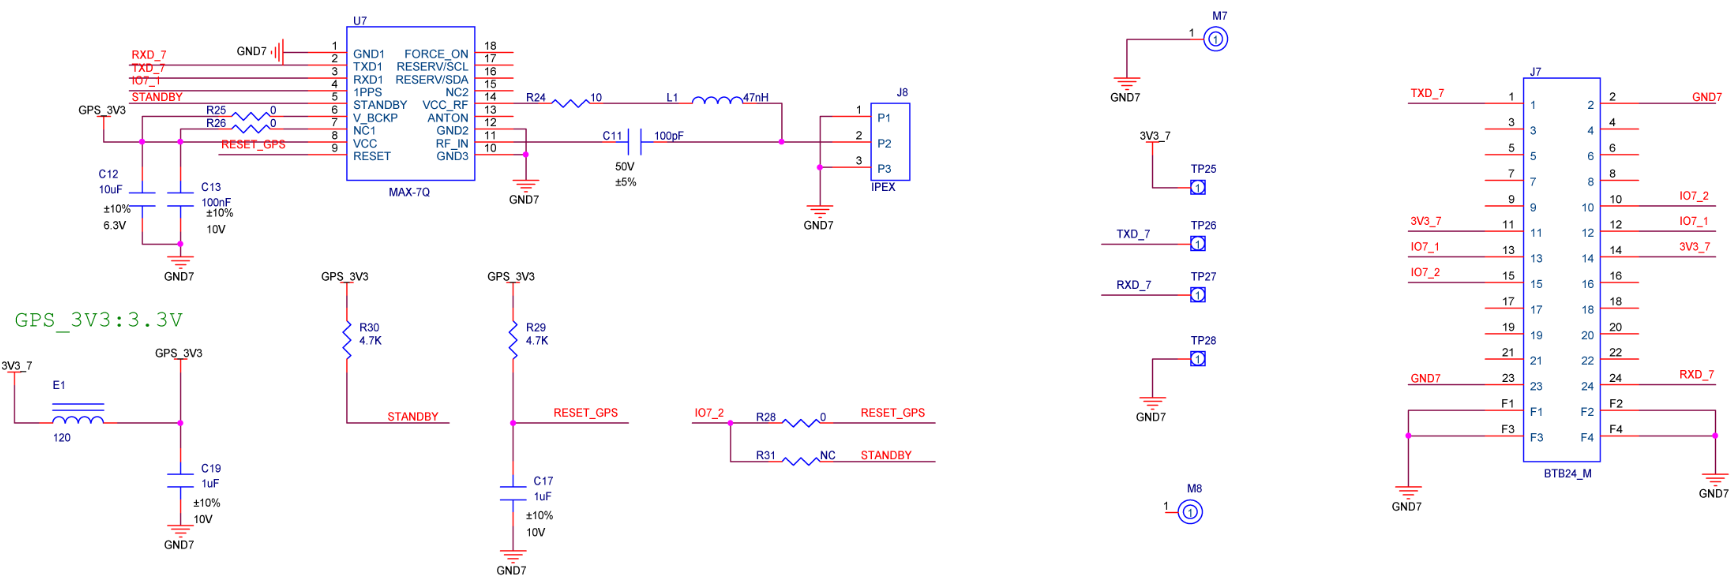 U7
GND7
1
2
3
4
5
6
7
8
9
GND1
TXD1
RXD1
1PPS
STANDBY
V_BCKP
NC1
VCC
RESET
FORCE_ON
RESERV/SCL
RESERV/SDA
NC2
VCC_RF
ANTON
GND2
RF_IN
GND3
18
17
16
15
14
13
12
11
10
MAX-7Q
RXD_7
TXD_7
IO7_1
STANDBY
GPS_3V3
R25 0
R26 0
RESET_GPS
C12
10uF
±10%
6.3V
C13
100nF
±10%
10V
GND7
R24 10
L1 47nH
C11 100pF
50V
±5%
GND7
J8
1 P1
2 P2
3 P3
IPEX
GND7
GPS_3V3:3.3V
3V3_7
E1
120
GPS_3V3
C19
1uF
±10%
10V
GND7
GPS_3V3
R30
4.7K
STANDBY
GPS_3V3
R29
4.7K
RESET_GPS
C17
1uF
±10%
10V
GND7
IO7_2
R28 0 RESET_GPS
R31 NC STANDBY
M7
1 1
GND7
3V3_7
TP25
1
TXD_7
TP26
1
RXD_7
TP27
1
TP28
1
GND7
M8
1 1
J7
TXD_7 1 1 2 2 GND7
3 3 4 4
5 5 6 6
7 7 8 8
9 9 10 10 IO7_2
3V3_7 11 11 12 12 IO7_1
IO7_1 13 13 14 14 3V3_7
IO7_2 15 15 16 16
17 17 18 18
19 19 20 20
21 21 22 22
GND7 23 23 24 24 RXD_7
F1 F1 F2 F2
F3 F3 F4 F4
BTB24_M
GND7
GND7